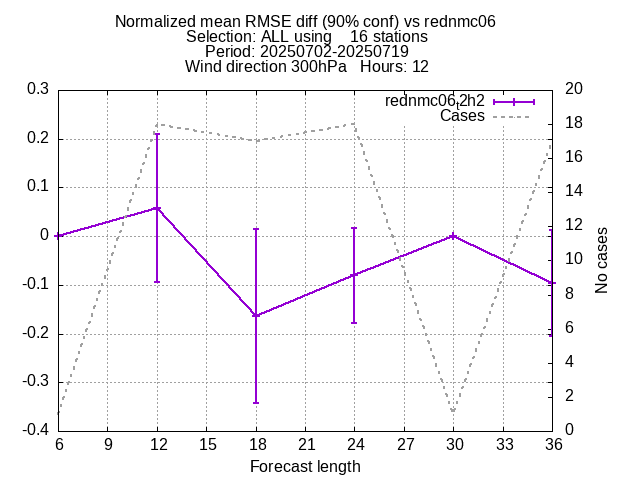 Normalized mean RMSE diff (90% conf) vs rednmc06
Selection: ALL using 16 stations
Period: 20250702-20250719
Wind direction 300hPa Hours: 12
rednmc06,2h2
Cases
0.3
0.2
0.1
0
-0.1
-0.2
-0.3
-0.4
20
18
16
14
12
10
8
6
4
2
0
No cases
6 9 12 15 18 21 24 27 30 33 36
Forecast length